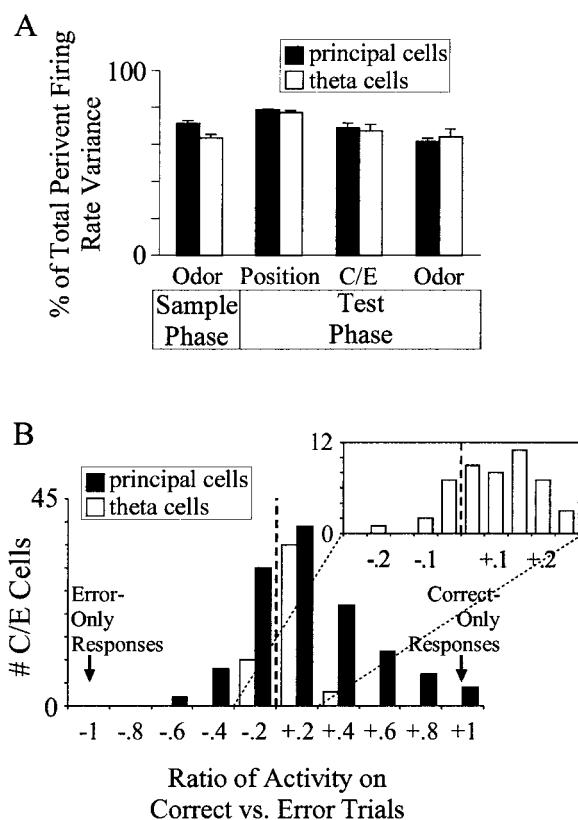 A
% of Total Perivent Firing
Rate Variance
100
0
principal cells
theta cells
Odor Position C/E Odor
Sample
Phase
Test
Phase
B
principal cells
theta cells
# C/E Cells
45
0
Error-
Only
Responses
Correct-
Only
Responses
12
0
-.2 -.1 +.1 +.2
-1 -.8 -.6 -.4 -.2 +.2 +.4 +.6 +.8 +1
Ratio of Activity on
Correct vs. Error Trials